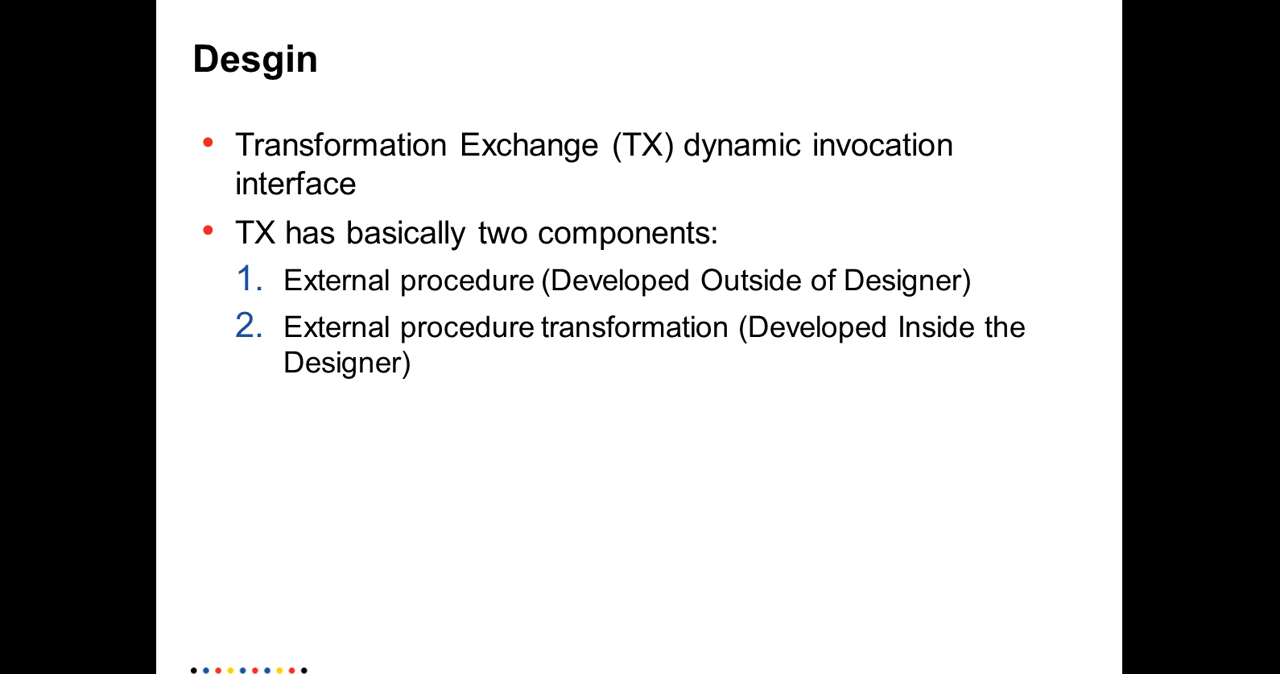 Desgin
• Transformation Exchange (TX) dynamic invocation
interface
• TX has basically two components:
1. External procedure (Developed Outside of Designer)
2. External procedure transformation (Developed Inside the
Designer)